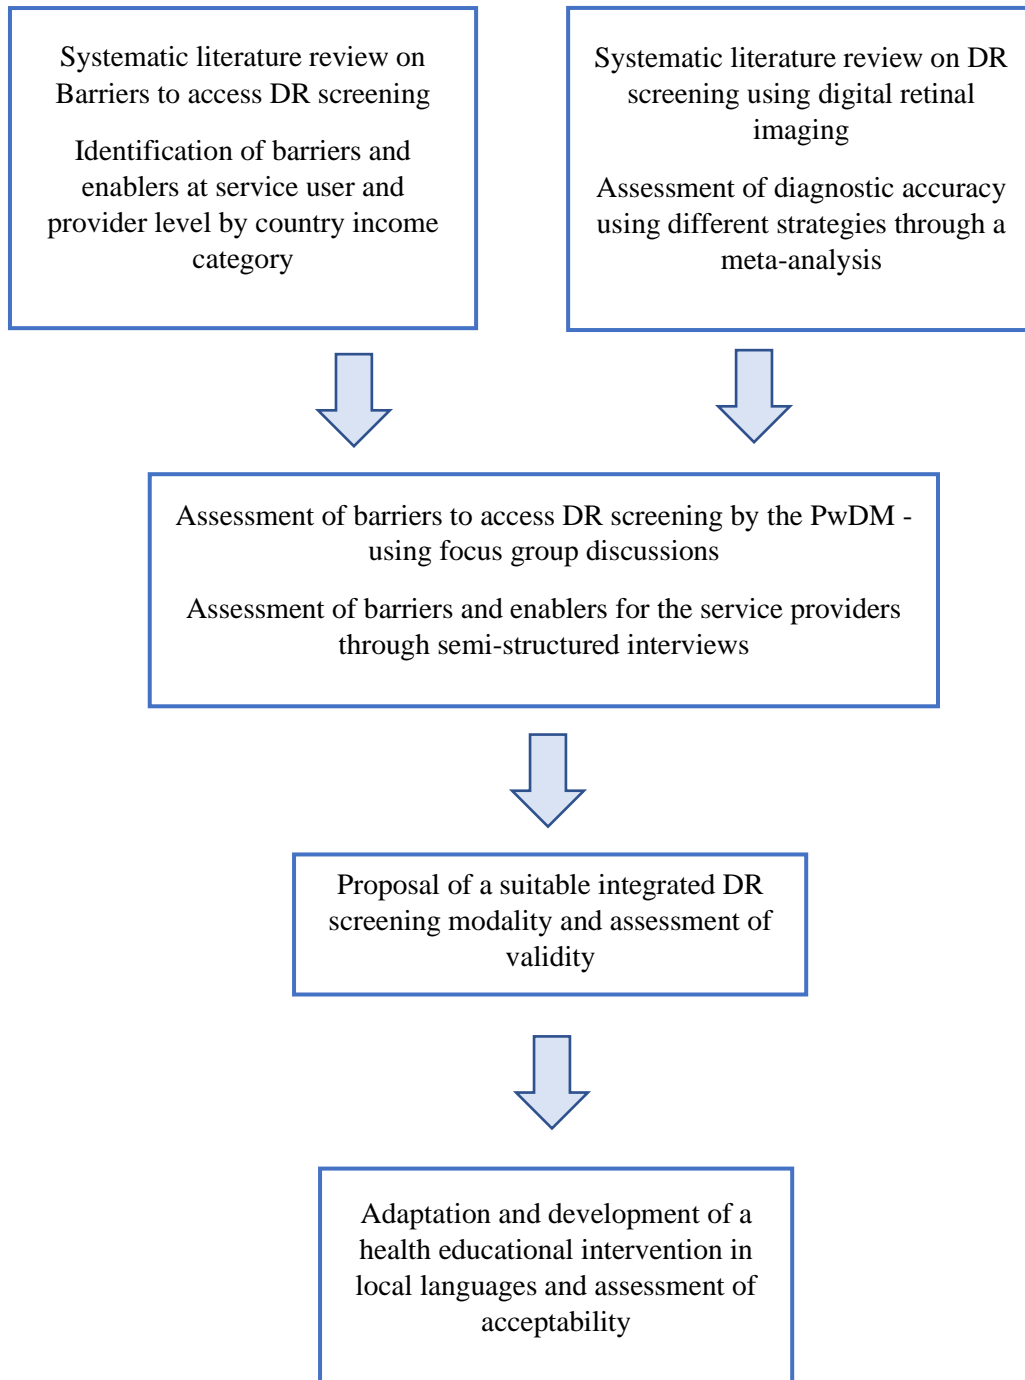 Systematic literature review on
Barriers to access DR screening
Identification of barriers and
enablers at service user and
provider level by country income
category
Systematic literature review on DR
screening using digital retinal
imaging
Assessment of diagnostic accuracy
using different strategies through a
meta-analysis
Assessment of barriers to access DR screening by the PwDM -
using focus group discussions
Assessment of barriers and enablers for the service providers
through semi-structured interviews
Proposal of a suitable integrated DR
screening modality and assessment of
validity
Adaptation and development of a
health educational intervention in
local languages and assessment of
acceptability